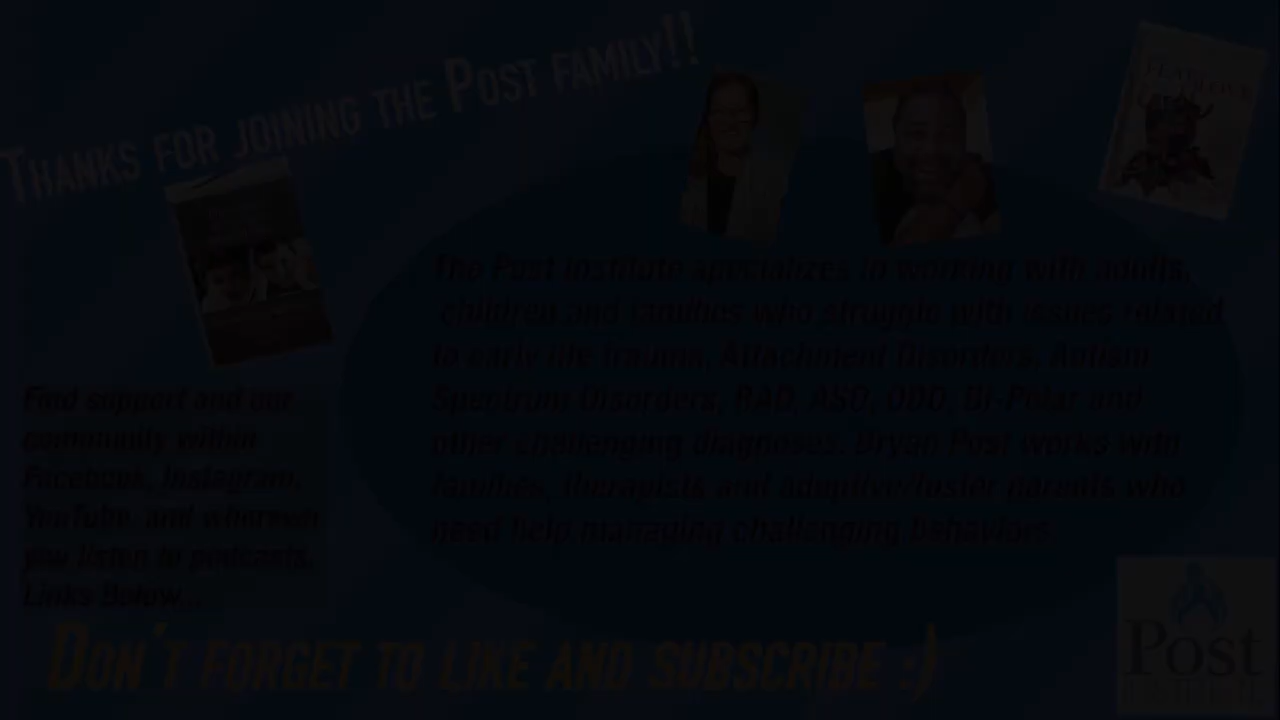 Thanks for joining the Post family!!
The Post Institute specializes in working with adults,
children and families who struggle with issues related
to early life trauma, Attachment Disorders, Autism
Spectrum Disorders, RAD, ASD, ODD, Bi-Polar and
other challenging diagnoses. Bryan Post works with
families, therapists and adoptive/foster parents who
need help managing challenging behaviors.
Find support and our
community within
Facebook, Instagram,
YouTube, and wherever
you listen to podcasts.
Links Below...
Don't forget to like and subscribe :)
Post